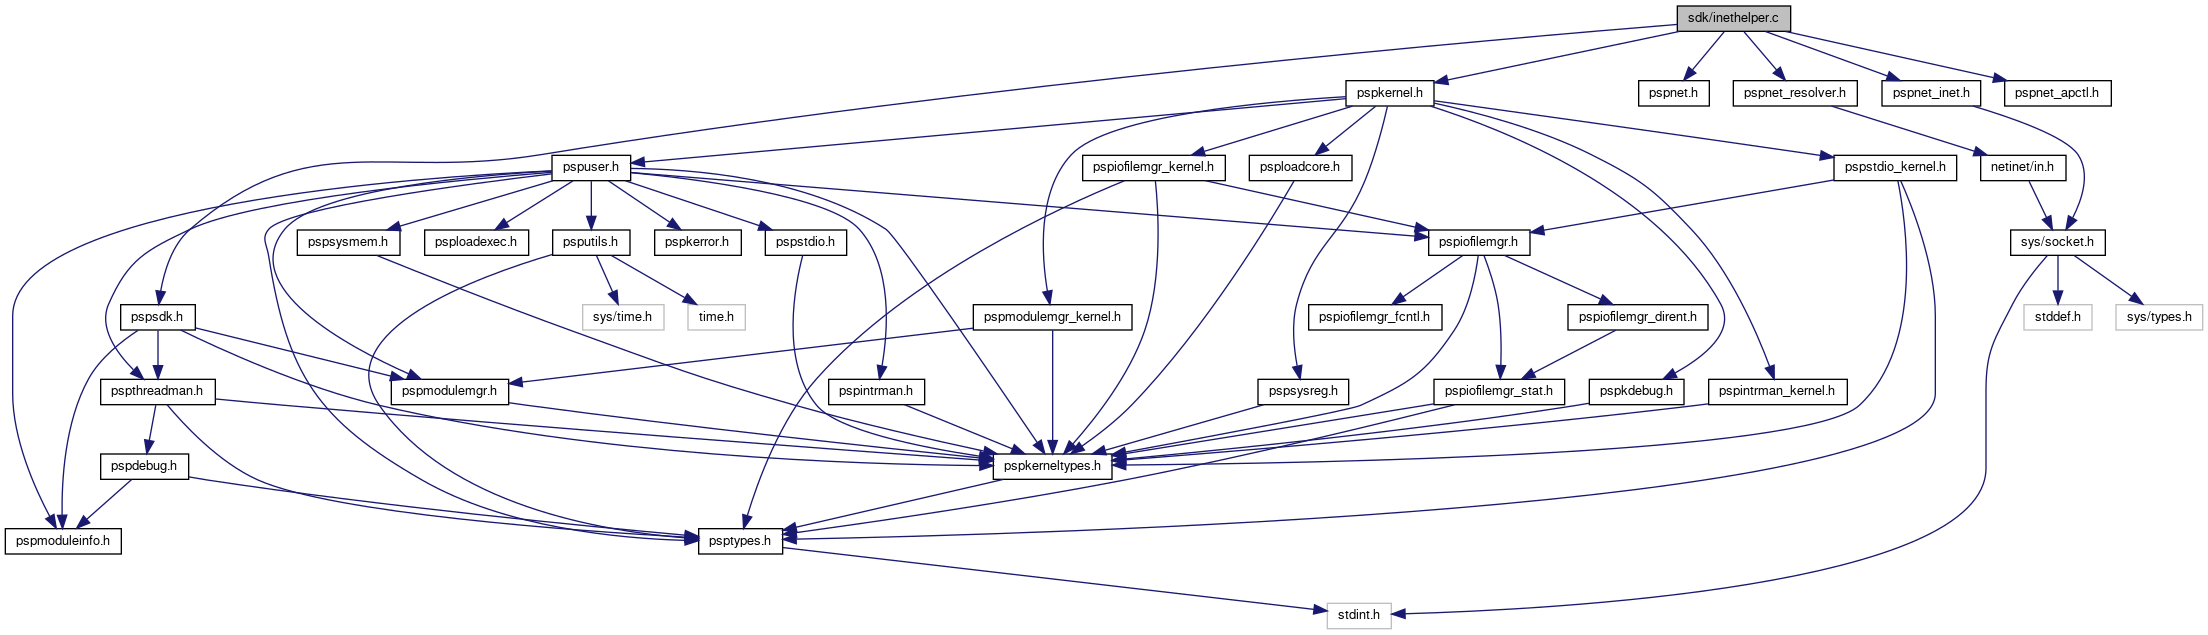 sdk/inethelper.c
pspkernel.h
pspnet.h
pspnet_resolver.h
pspnet_inet.h
pspnet_apctl.h
pspuser.h
pspiofilemgr_kernel.h
psploadcore.h
pspstdio_kernel.h
netinet/in.h
pspsysmem.h
psploadexec.h
psputils.h
pspkerror.h
pspstdio.h
pspiofilemgr.h
sys/socket.h
pspsdk.h
sys/time.h
time.h
pspmodulemgr_kernel.h
pspiofilemgr_fcntl.h
pspiofilemgr_dirent.h
stddef.h
sys/types.h
pspthreadman.h
pspmodulemgr.h
pspintrman.h
pspsysreg.h
pspiofilemgr_stat.h
pspkdebug.h
pspintrman_kernel.h
pspdebug.h
pspkerneltypes.h
pspmoduleinfo.h
psptypes.h
stdint.h